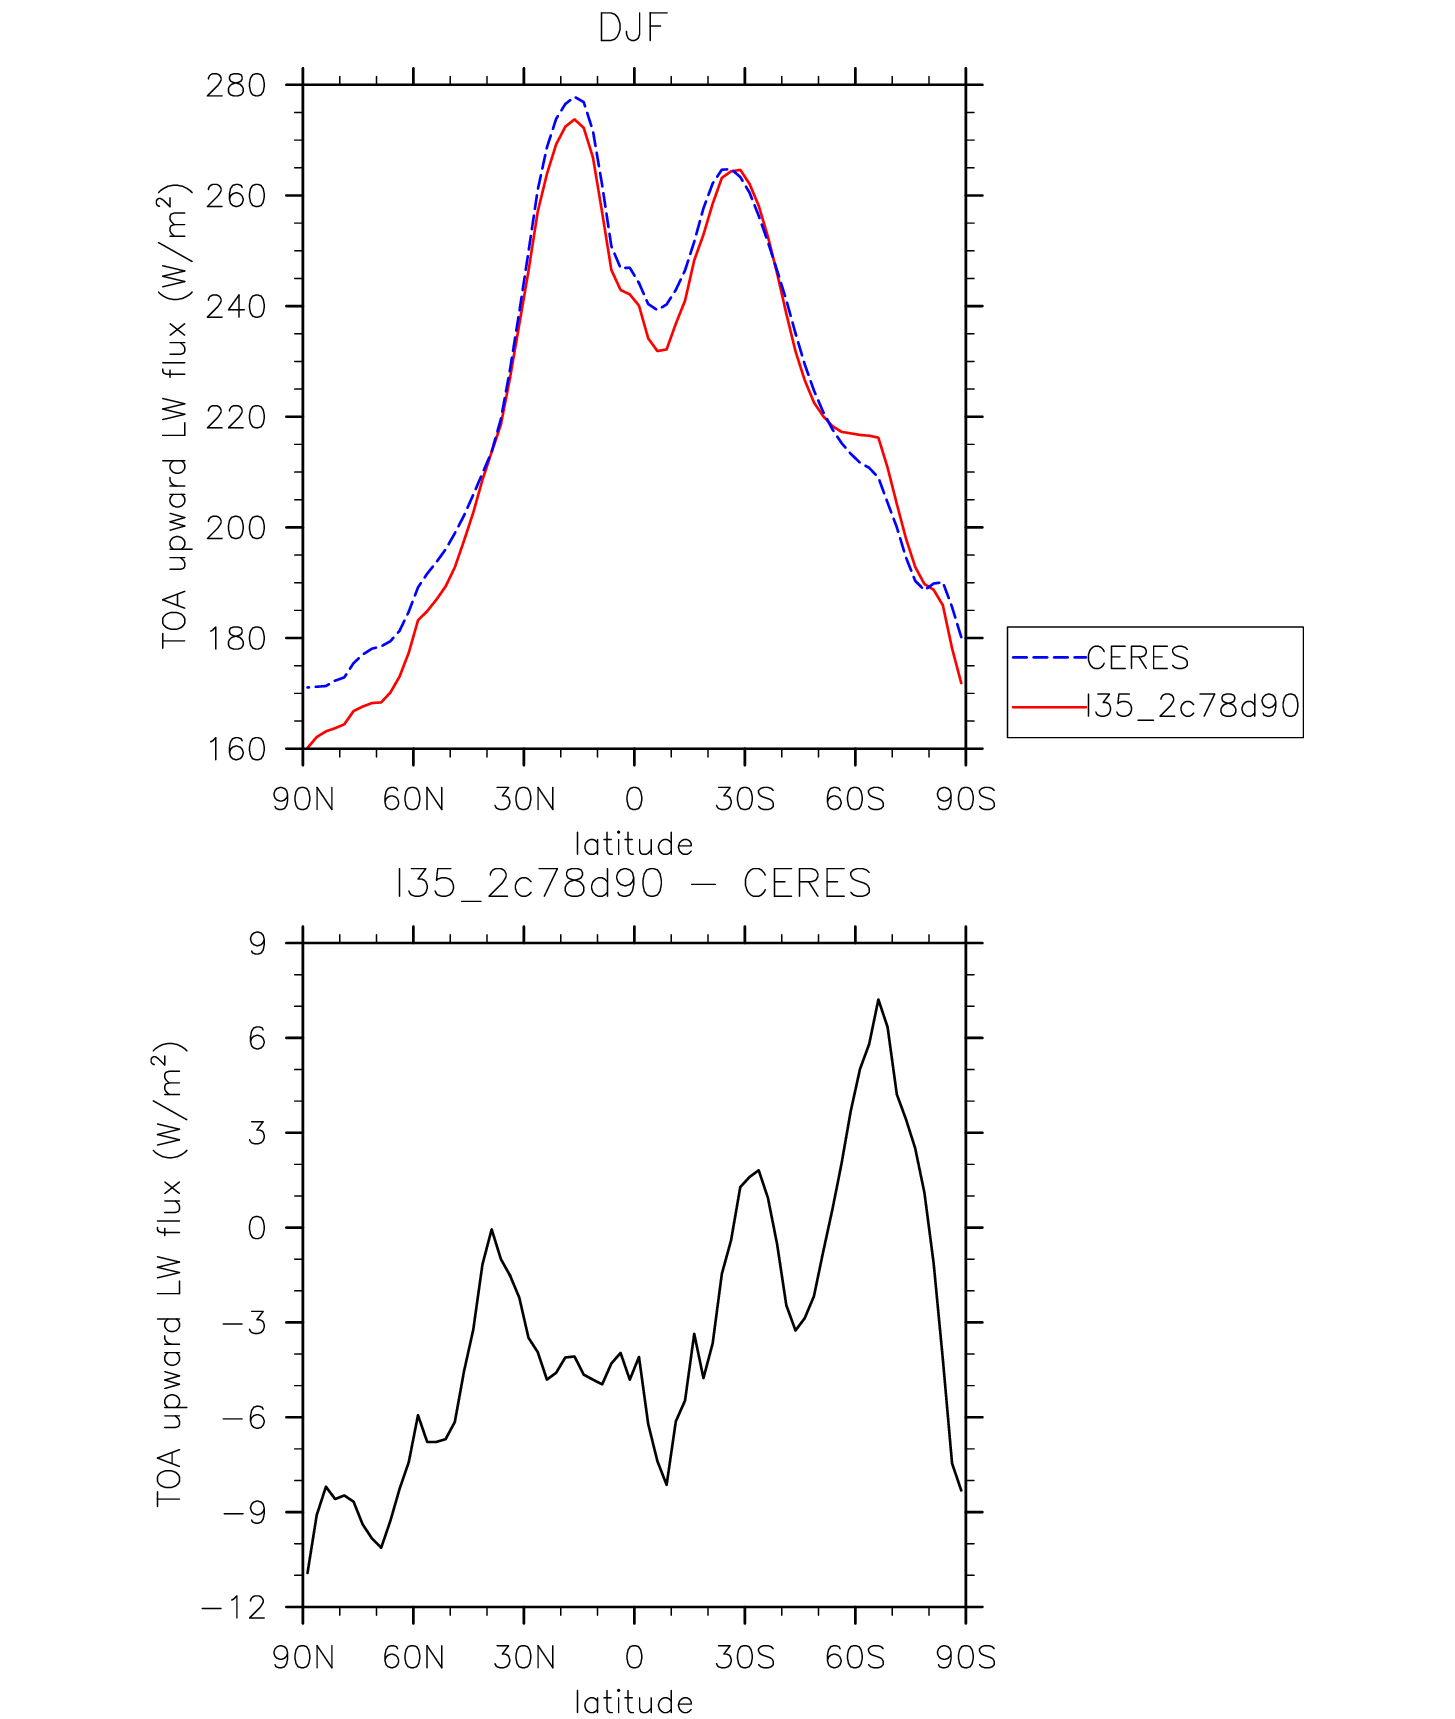 DJF
TOA upward LW flux (W/m²)
280
260
240
220
200
180
160
90N 60N 30N 0 30S 60S 90S
latitude
CERES
I35_2c78d90
I35_2c78d90 – CERES
TOA upward LW flux (W/m²)
9
6
3
0
−3
−6
−9
−12
90N 60N 30N 0 30S 60S 90S
latitude